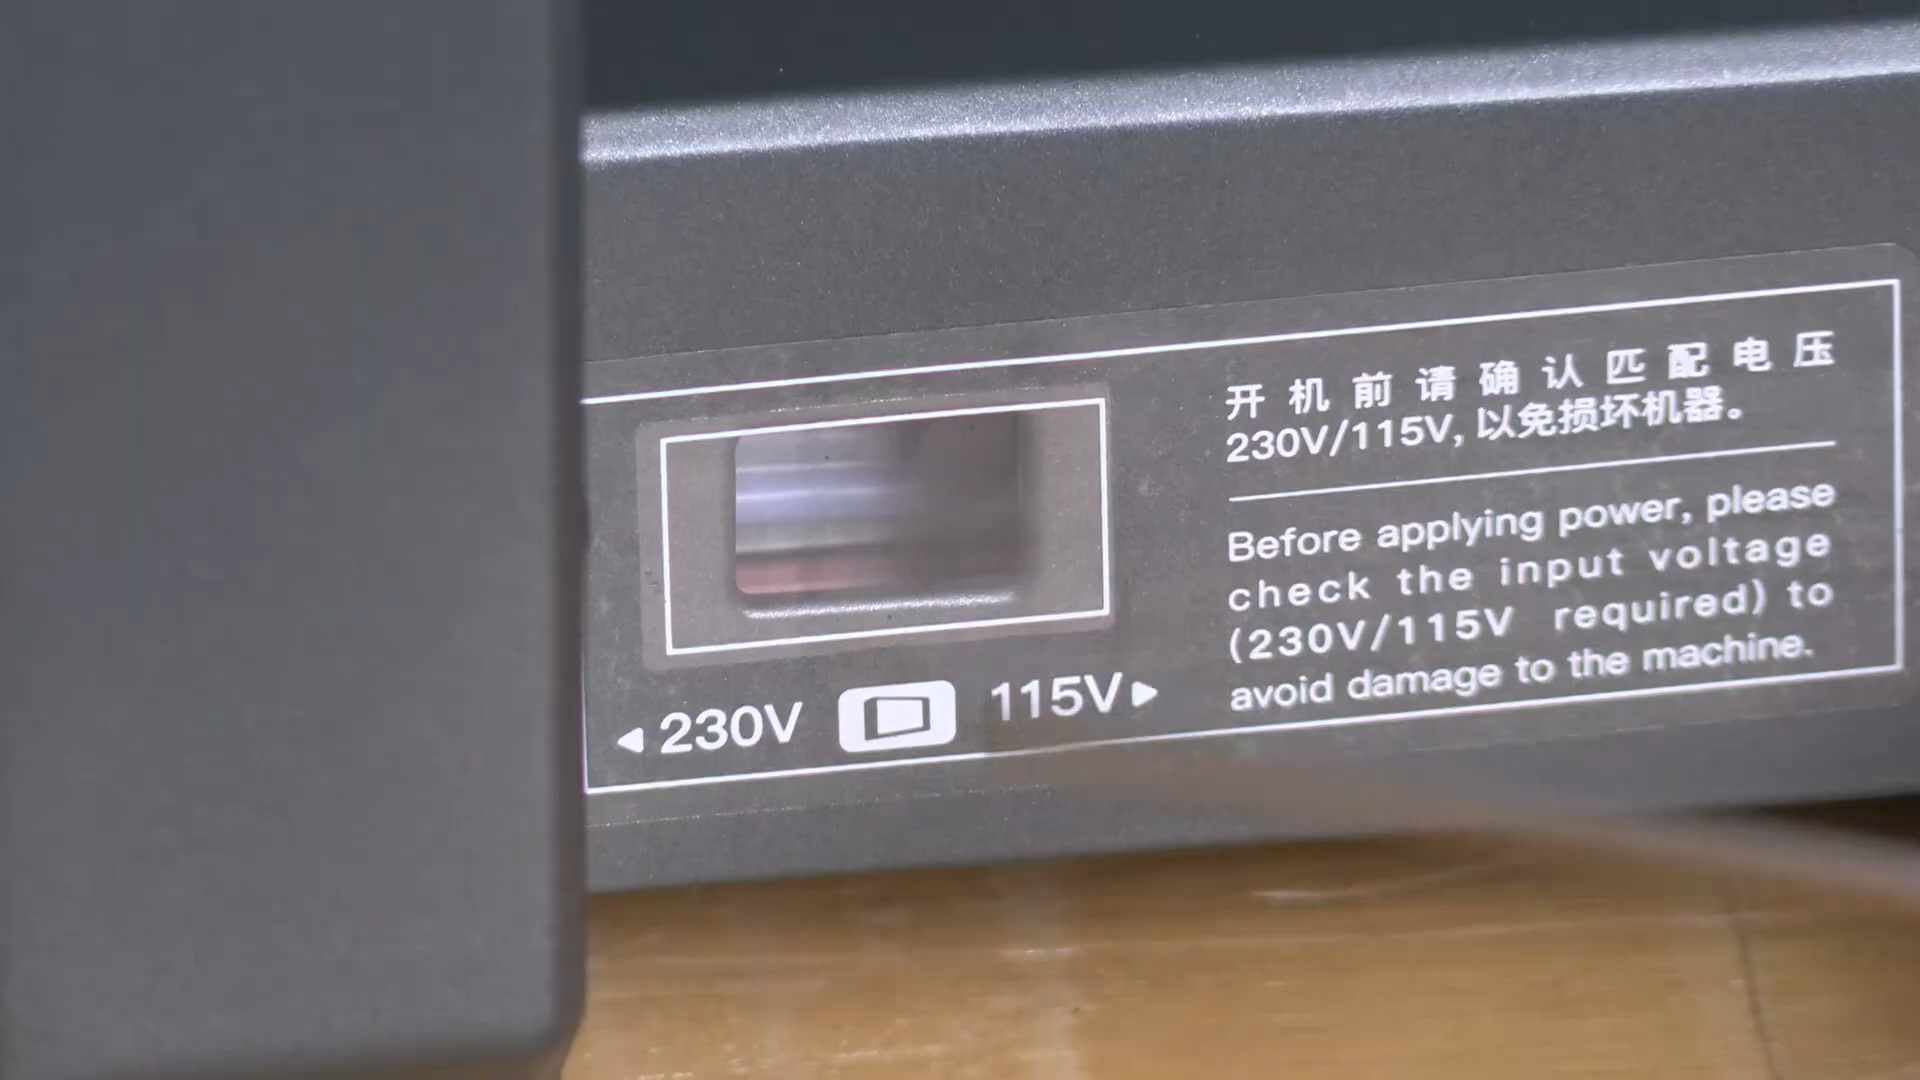 开机前请确认匹配电压
230V/115V, 以免损坏机器。
Before applying power, please
check the input voltage
(230V/115V required) to
avoid damage to the machine.
◀ 230V 115V ▶